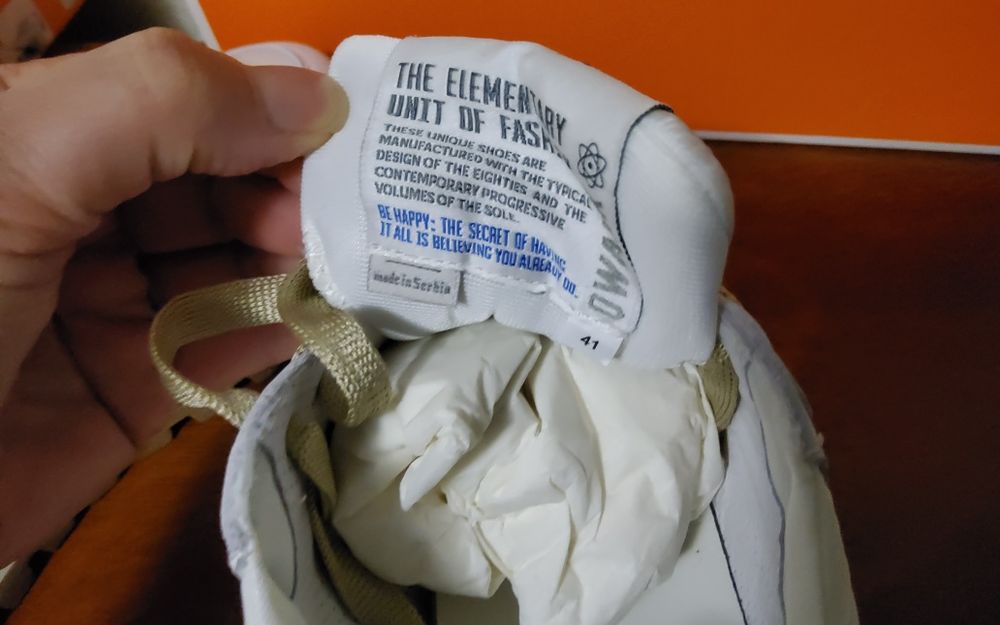 THE ELEMENTARY
UNIT OF
THESE UNIQUE SHOES ARE
MANUFACTURED WITH THE TYPICAL
DESIGN OF THE EIGHTIES AND THE
CONTEMPORARY PROGRESSIVE
VOLUMES OF THE SOLE.
BE HAPPY: THE SECRET OF HAVING
IT ALL IS BELIEVING YOU ALREADY DO.
made in Serbia
41